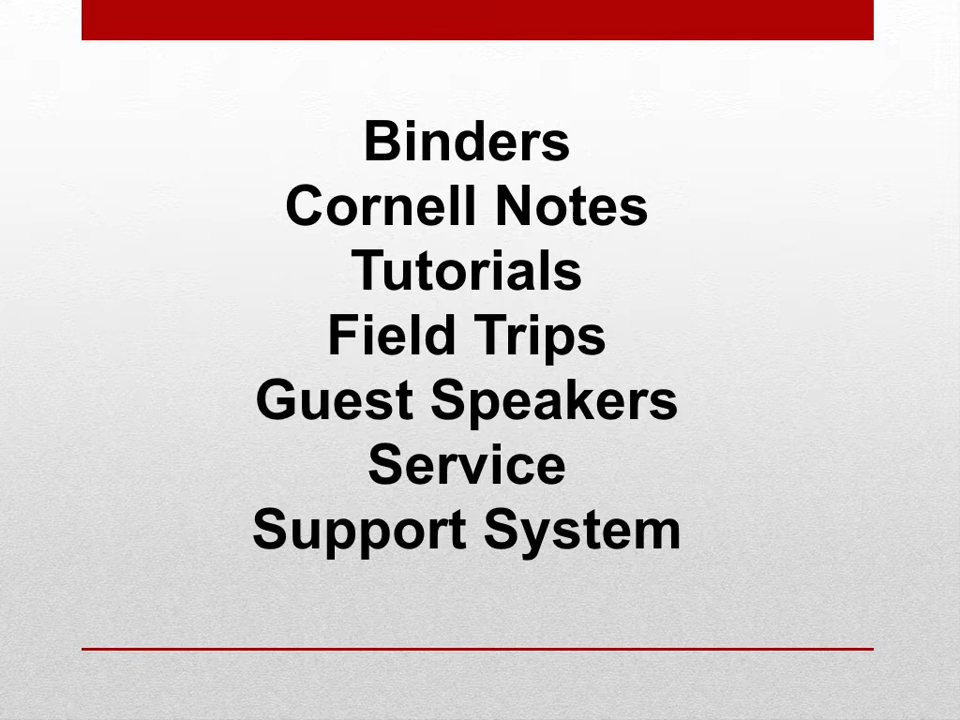 Binders
Cornell Notes
Tutorials
Field Trips
Guest Speakers
Service
Support System